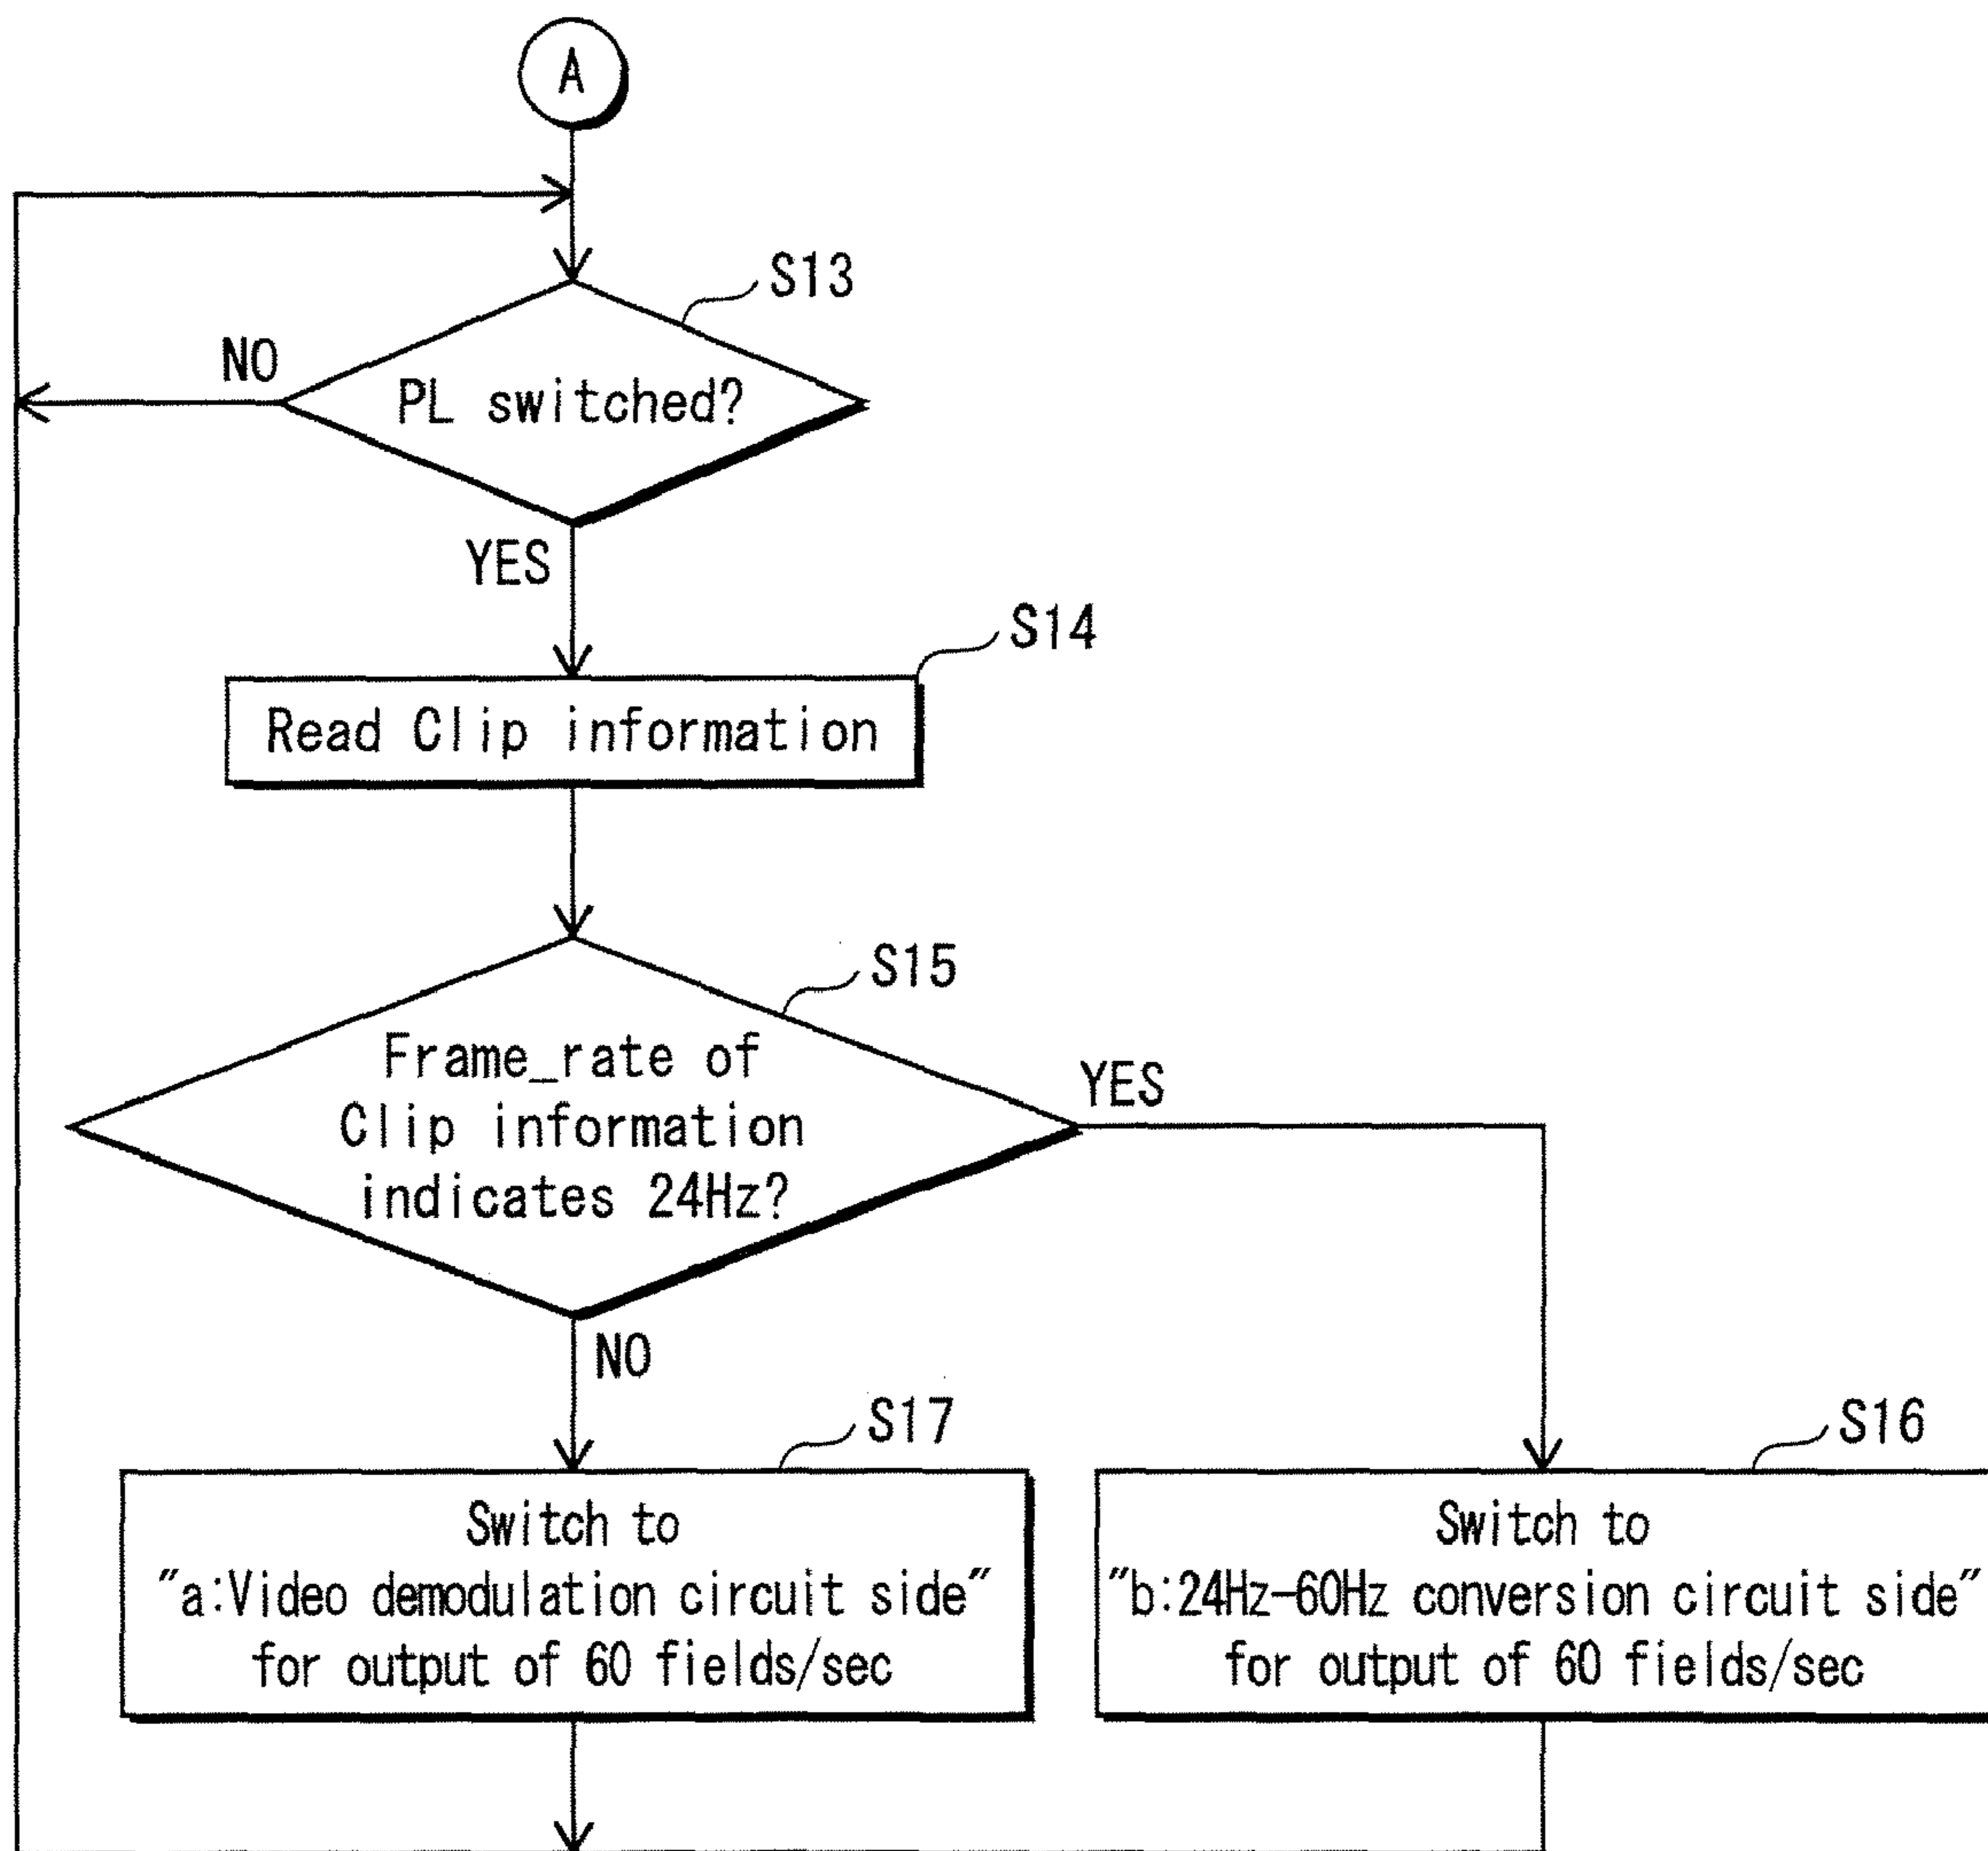 A
S13
NO
PL switched?
YES
S14
Read Clip information
S15
Frame_rate of
Clip information
indicates 24Hz?
YES
NO
S17
Switch to
"a:Video demodulation circuit side"
for output of 60 fields/sec
S16
Switch to
"b:24Hz-60Hz conversion circuit side"
for output of 60 fields/sec